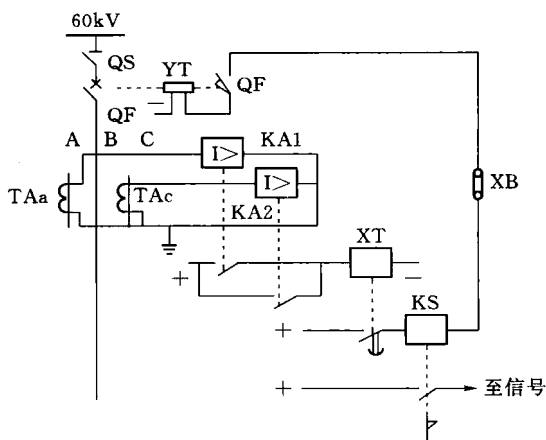 60kV
QS
YT
QF
QF
−
A B C
KA1
I>
TAa
TAc
I>
KA2
XB
XT
+
−
KS
+
+
至信号